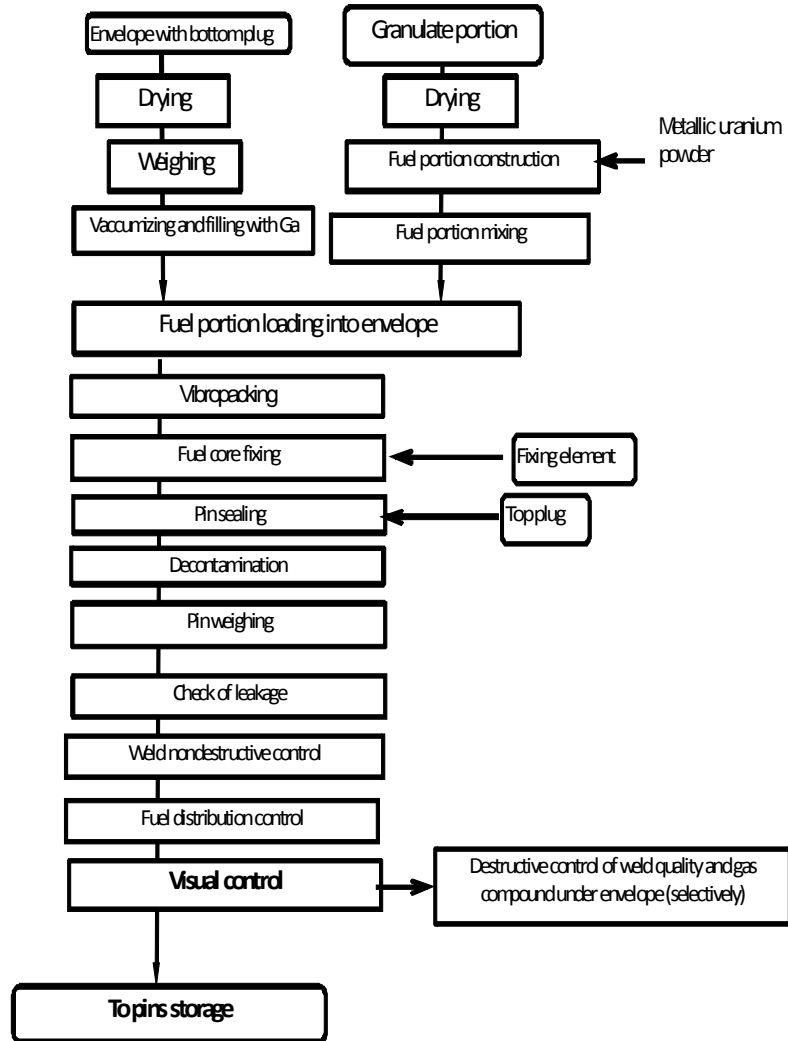 Envelope with bottom plug
Granulate portion
Drying
Drying
Weighing
Fuel portion construction
Metallic uranium
powder
Vaccumizing and filling with Ga
Fuel portion mixing
Fuel portion loading into envelope
Vibropacking
Fuel core fixing
Fixing element
Pin sealing
Top plug
Decontamination
Pin weighing
Check of leakage
Weld nondestructive control
Fuel distribution control
Visual control
Destructive control of weld quality and gas
compound under envelope (selectively)
To pins storage